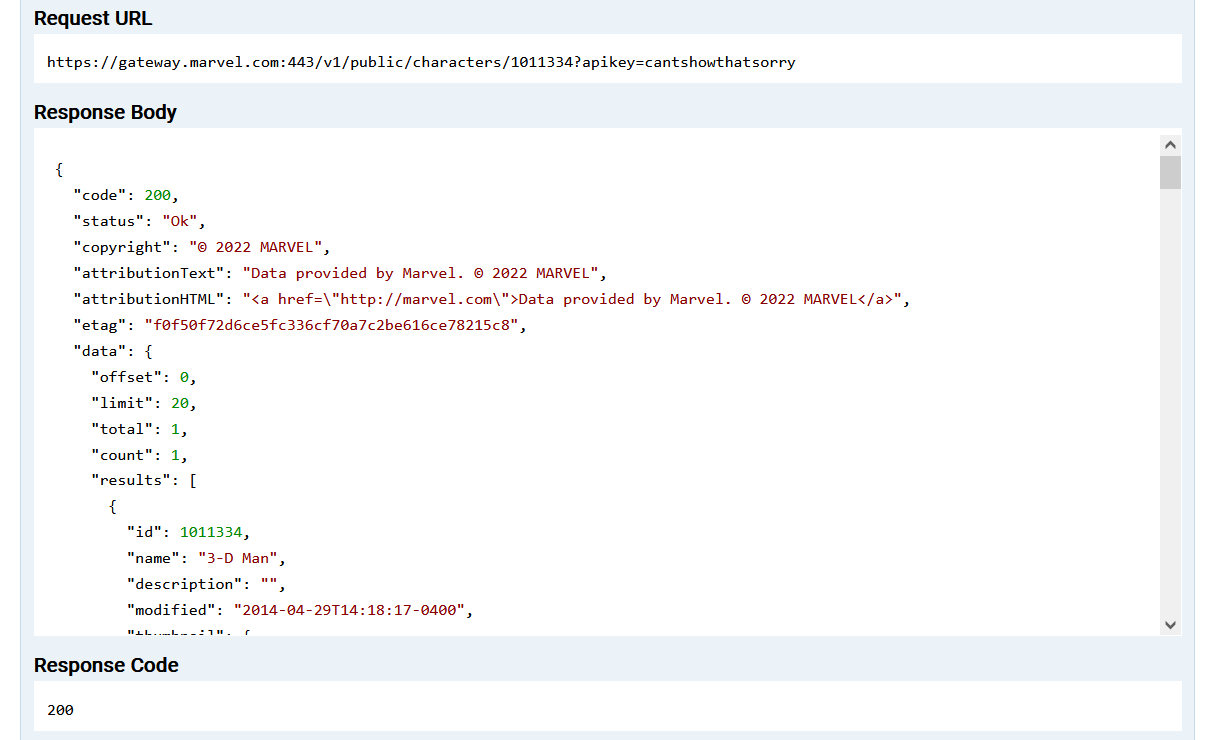 Request URL
https://gateway.marvel.com:443/v1/public/characters/1011334?apikey=cantshowthatsorry
Response Body
{
"code": 200,
"status": "Ok",
"copyright": "© 2022 MARVEL",
"attributionText": "Data provided by Marvel. © 2022 MARVEL",
"attributionHTML": "<a href=\"http://marvel.com\">Data provided by Marvel. © 2022 MARVEL</a>",
"etag": "f0f50f72d6ce5fc336cf70a7c2be616ce78215c8",
"data": {
"offset": 0,
"limit": 20,
"total": 1,
"count": 1,
"results": [
{
"id": 1011334,
"name": "3-D Man",
"description": "",
"modified": "2014-04-29T14:18:17-0400",
"thumbnail": {
Response Code
200